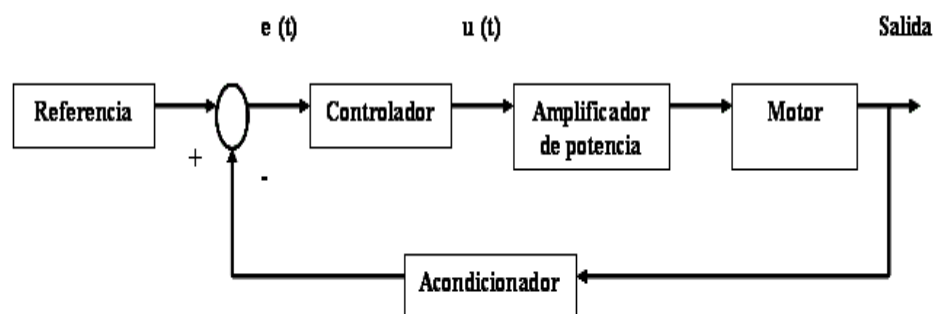 e (t)
u (t)
Salida
Referencia
Controlador
Amplificador
de potencia
Motor
+
-
Acondicionador